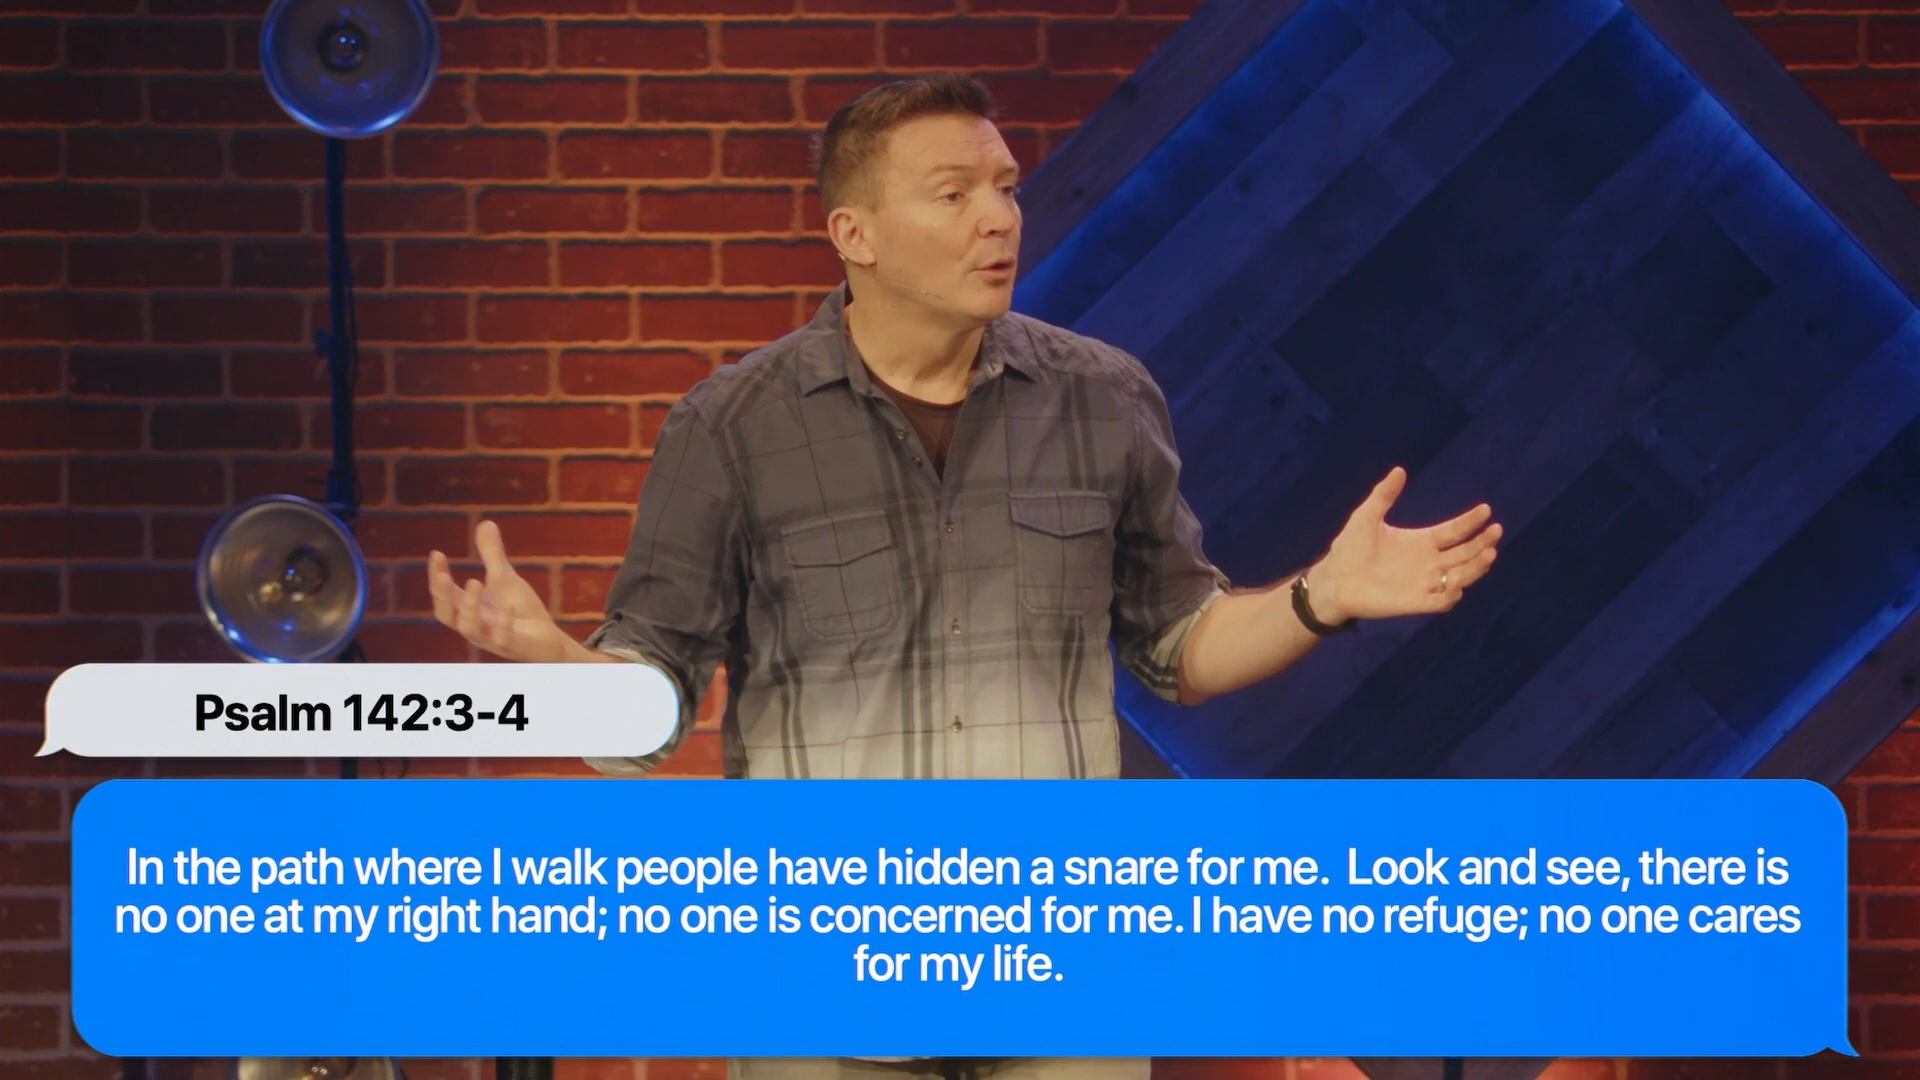 Psalm 142:3-4
In the path where I walk people have hidden a snare for me.  Look and see, there is
no one at my right hand; no one is concerned for me. I have no refuge; no one cares
for my life.